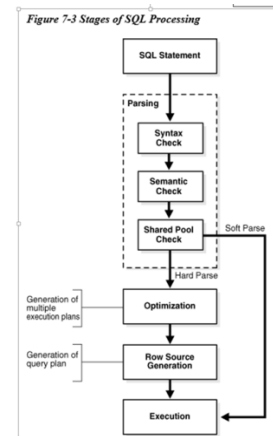 Figure 7-3 Stages of SQL Processing
SQL Statement
Parsing
Syntax
Check
Semantic
Check
Shared Pool
Check
Soft Parse
Hard Parse
Generation of
multiple
execution plans
Optimization
Generation of
query plan
Row Source
Generation
Execution